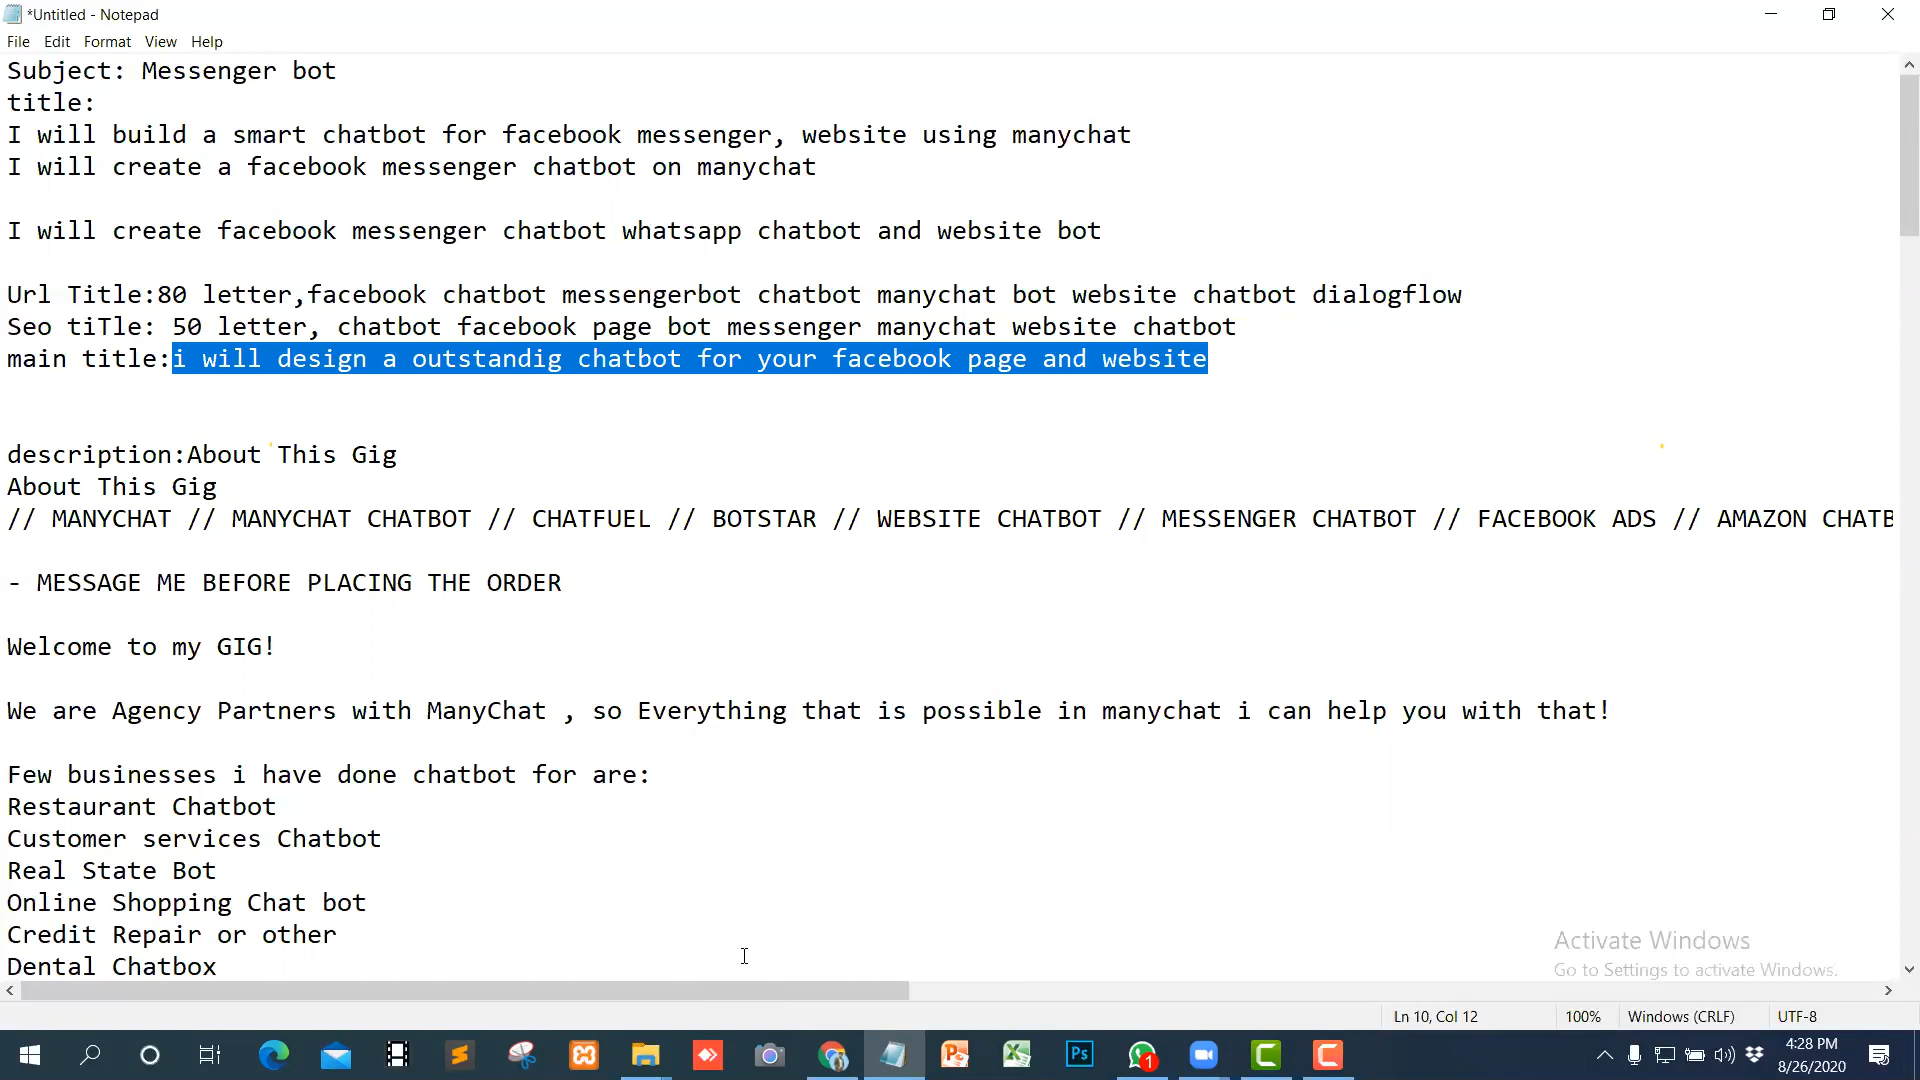 *Untitled - Notepad
File Edit Format View Help
Subject: Messenger bot
title:
I will build a smart chatbot for facebook messenger, website using manychat
I will create a facebook messenger chatbot on manychat
I will create facebook messenger chatbot whatsapp chatbot and website bot
Url Title:80 letter,facebook chatbot messengerbot chatbot manychat bot website chatbot dialogflow
Seo tiTle: 50 letter, chatbot facebook page bot messenger manychat website chatbot
main title:i will design a outstandig chatbot for your facebook page and website
description:About This Gig
About This Gig
// MANYCHAT // MANYCHAT CHATBOT // CHATFUEL // BOTSTAR // WEBSITE CHATBOT // MESSENGER CHATBOT // FACEBOOK ADS // AMAZON CHATB
- MESSAGE ME BEFORE PLACING THE ORDER
Welcome to my GIG!
We are Agency Partners with ManyChat , so Everything that is possible in manychat i can help you with that!
Few businesses i have done chatbot for are:
Restaurant Chatbot
Customer services Chatbot
Real State Bot
Online Shopping Chat bot
Credit Repair or other
Dental Chatbox
Activate Windows
Go to Settings to activate Windows.
Ln 10, Col 12 100% Windows (CRLF) UTF-8
Ps 1
4:28 PM
8/26/2020